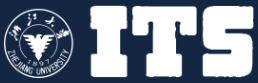 浙江大学
1897
ZHEJIANG UNIVERSITY
ITS